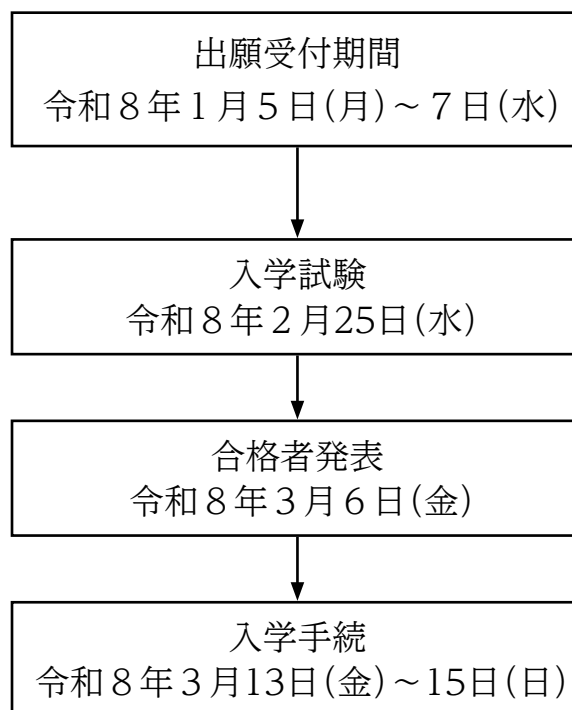 出願受付期間
令和８年１月５日(月)～７日(水)
入学試験
令和８年２月25日(水)
合格者発表
令和８年３月６日(金)
入学手続
令和８年３月13日(金)～15日(日)